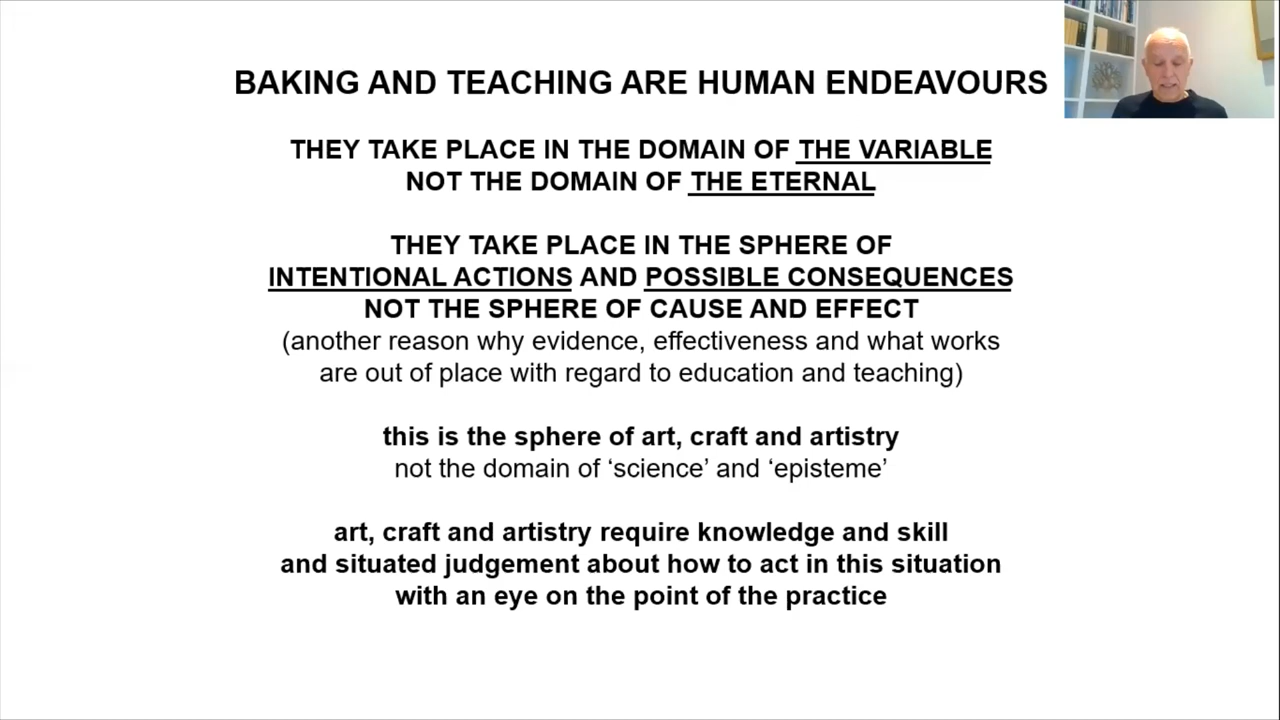 BAKING AND TEACHING ARE HUMAN ENDEAVOURS
THEY TAKE PLACE IN THE DOMAIN OF THE VARIABLE
NOT THE DOMAIN OF THE ETERNAL
THEY TAKE PLACE IN THE SPHERE OF
INTENTIONAL ACTIONS AND POSSIBLE CONSEQUENCES
NOT THE SPHERE OF CAUSE AND EFFECT
(another reason why evidence, effectiveness and what works
are out of place with regard to education and teaching)
this is the sphere of art, craft and artistry
not the domain of ‘science’ and ‘episteme’
art, craft and artistry require knowledge and skill
and situated judgement about how to act in this situation
with an eye on the point of the practice